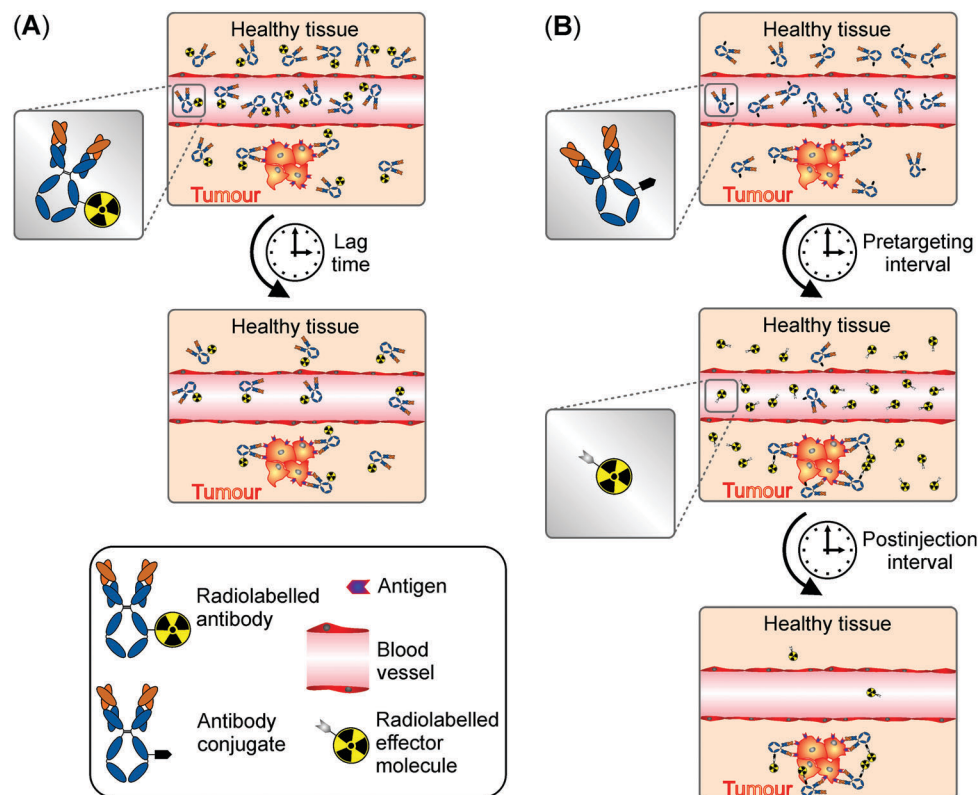 (A)
Healthy tissue
Tumour
Lag
time
Healthy tissue
Tumour
Radiolabelled
antibody
Antigen
Blood
vessel
Antibody
conjugate
Radiolabelled
effector
molecule
(B)
Healthy tissue
Tumour
Pretargeting
interval
Healthy tissue
Tumour
Postinjection
interval
Healthy tissue
Tumour